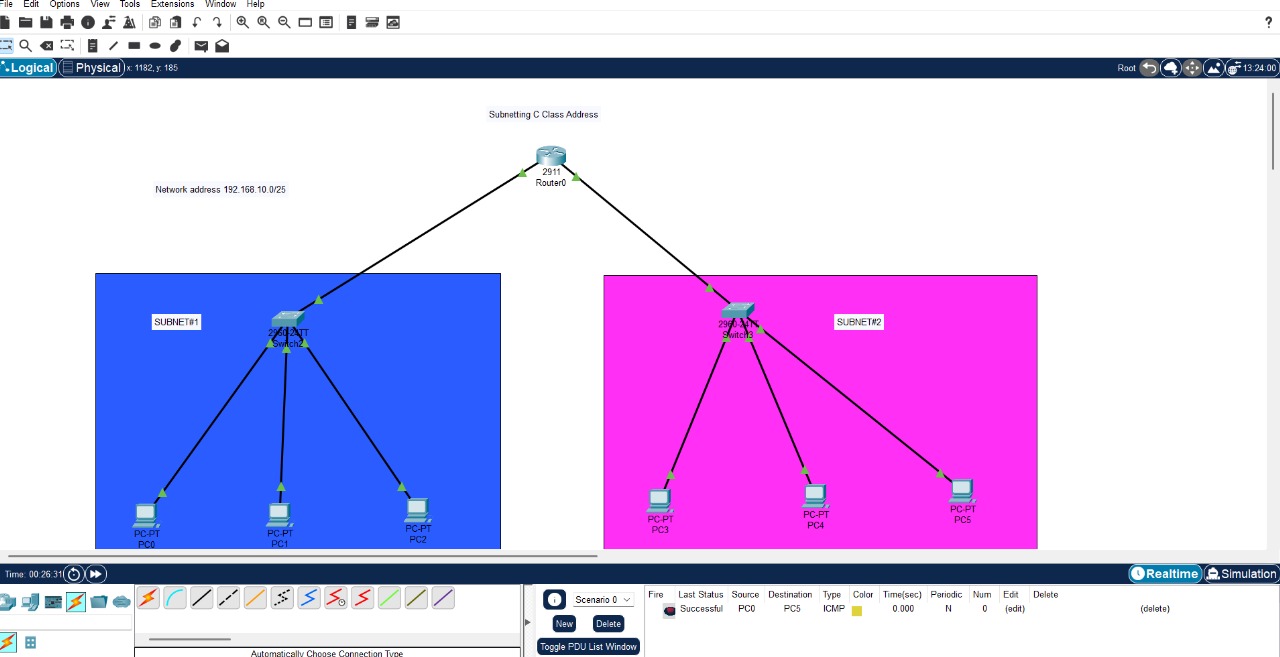 File Edit Options View Tools Extensions Window Help
?
Logical Physical x: 1182, y: 185 Root 13:24:00
Subnetting C Class Address
2911
Router0
Network address 192.168.10.0/25
SUBNET#1
2960-24TT
Switch2
2960-24TT
Switch3
SUBNET#2
PC-PT
PC0
PC-PT
PC1
PC-PT
PC2
PC-PT
PC3
PC-PT
PC4
PC-PT
PC5
Time: 00:26:31 Realtime Simulation
Scenario 0
New Delete
Toggle PDU List Window
Fire Last Status Source Destination Type Color Time(sec) Periodic Num Edit Delete
Successful PC0 PC5 ICMP 0.000 N 0 (edit) (delete)
Automatically Choose Connection Type